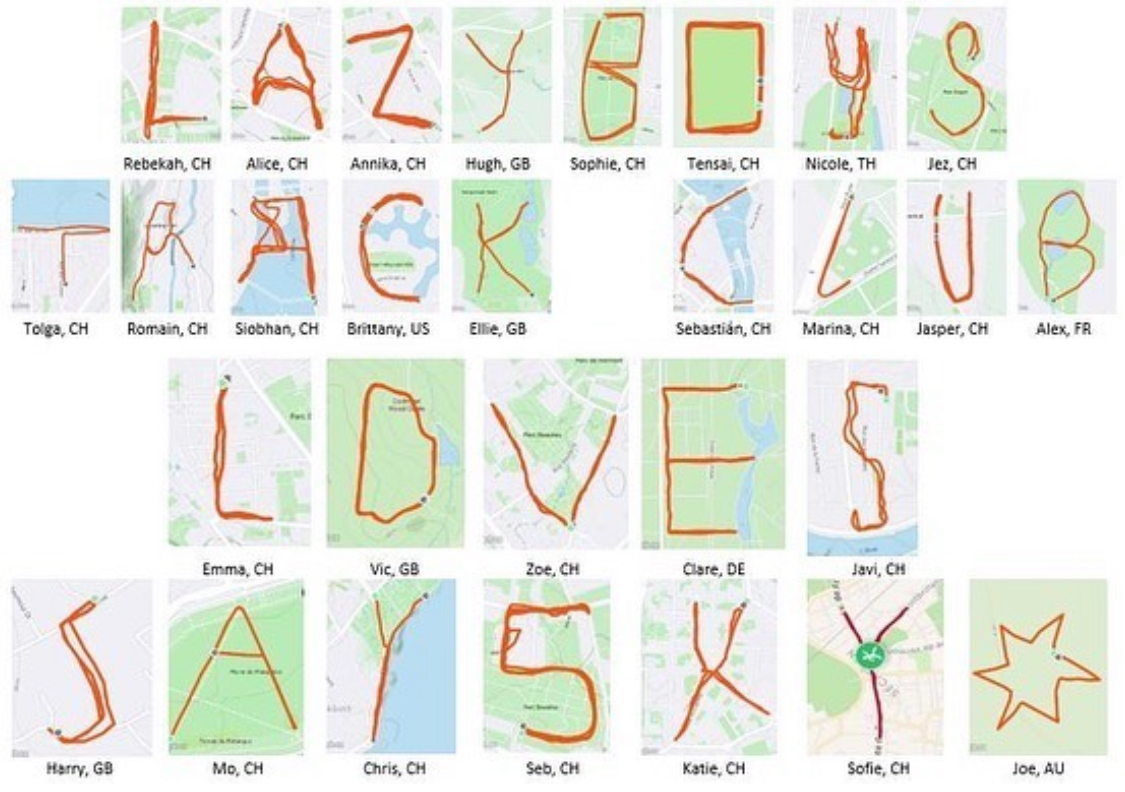 L A Z Y B O Y S
Rebekah, CH Alice, CH Annika, CH Hugh, GB Sophie, CH Tensai, CH Nicole, TH Jez, CH
T R A C K C L U B
Tolga, CH Romain, CH Siobhan, CH Brittany, US Ellie, GB Sebastián, CH Marina, CH Jasper, CH Alex, FR
L O V E S
Emma, CH Vic, GB Zoe, CH Clare, DE Javi, CH
S A Y S X Y
Harry, GB Mo, CH Chris, CH Seb, CH Katie, CH Sofie, CH Joe, AU